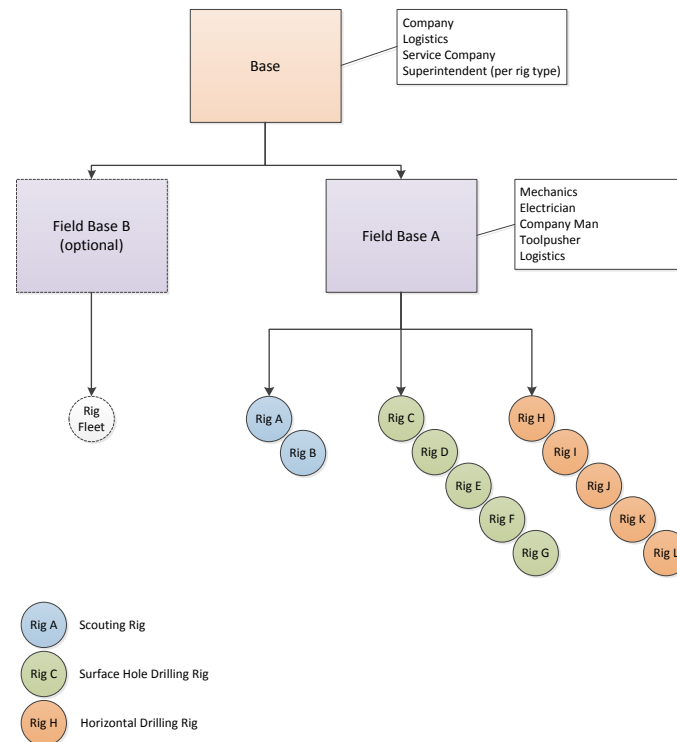 Base
Company
Logistics
Service Company
Superintendent (per rig type)
Field Base B
(optional)
Field Base A
Mechanics
Electrician
Company Man
Toolpusher
Logistics
Rig
Fleet
Rig A
Rig B
Rig C
Rig D
Rig E
Rig F
Rig G
Rig H
Rig I
Rig J
Rig K
Rig L
Rig A Scouting Rig
Rig C Surface Hole Drilling Rig
Rig H Horizontal Drilling Rig